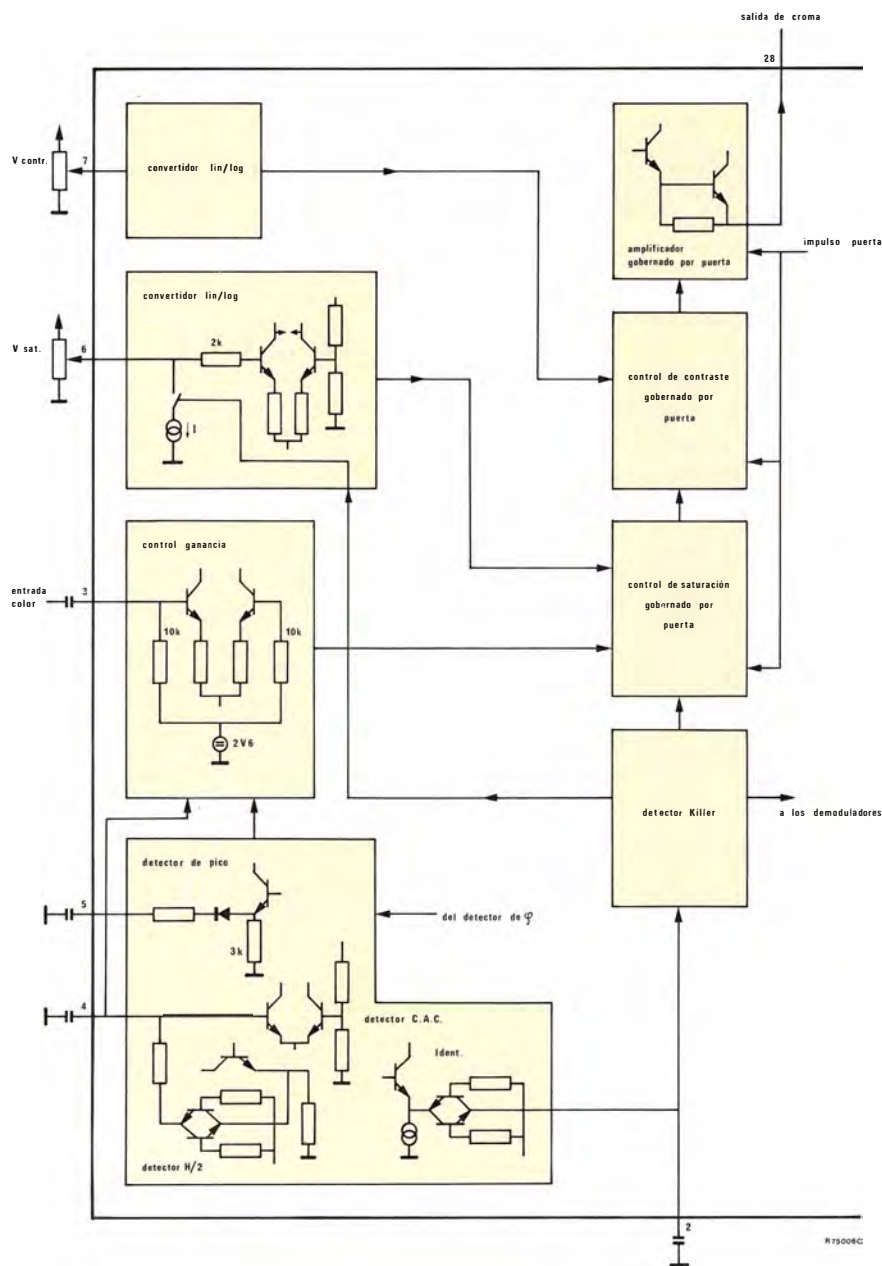 salida de croma
28
V contr.
7
convertidor lin/log
amplificador
gobernado por puerta
impulso puerta
convertidor lin/log
V sat.
6
2k
I
control de contraste
gobernado por
puerta
control ganancia
entrada
color
3
10k
10k
2V6
control de saturación
gobernado por
puerta
detector Killer
a los demoduladores
detector de pico
5
3k
del detector de φ
4
detector C.A.C.
Ident.
detector H/2
2
R75006C